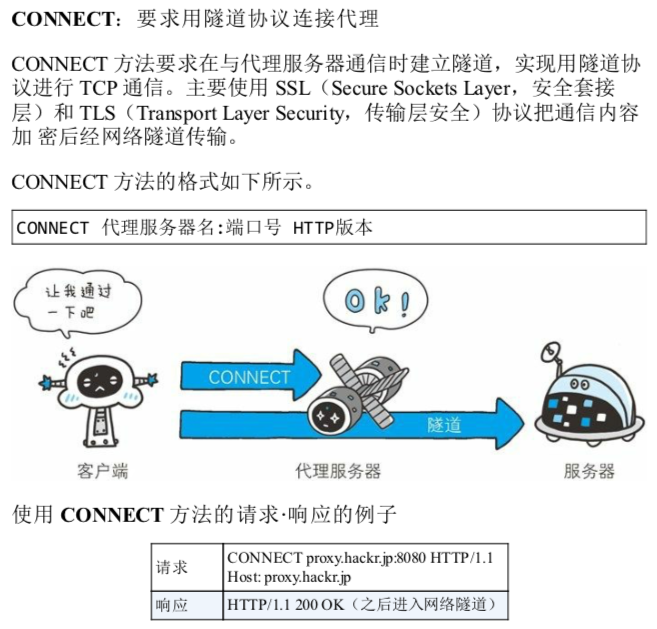 CONNECT：要求用隧道协议连接代理
CONNECT 方法要求在与代理服务器通信时建立隧道，实现用隧道协
议进行 TCP 通信。主要使用 SSL（Secure Sockets Layer，安全套接
层）和 TLS（Transport Layer Security，传输层安全）协议把通信内容
加 密后经网络隧道传输。
CONNECT 方法的格式如下所示。
CONNECT 代理服务器名:端口号 HTTP版本
让我通过
一下吧
Ok!
CONNECT
隧道
客户端
代理服务器
服务器
使用 CONNECT 方法的请求·响应的例子
请求
CONNECT proxy.hackr.jp:8080 HTTP/1.1
Host: proxy.hackr.jp
响应
HTTP/1.1 200 OK（之后进入网络隧道）